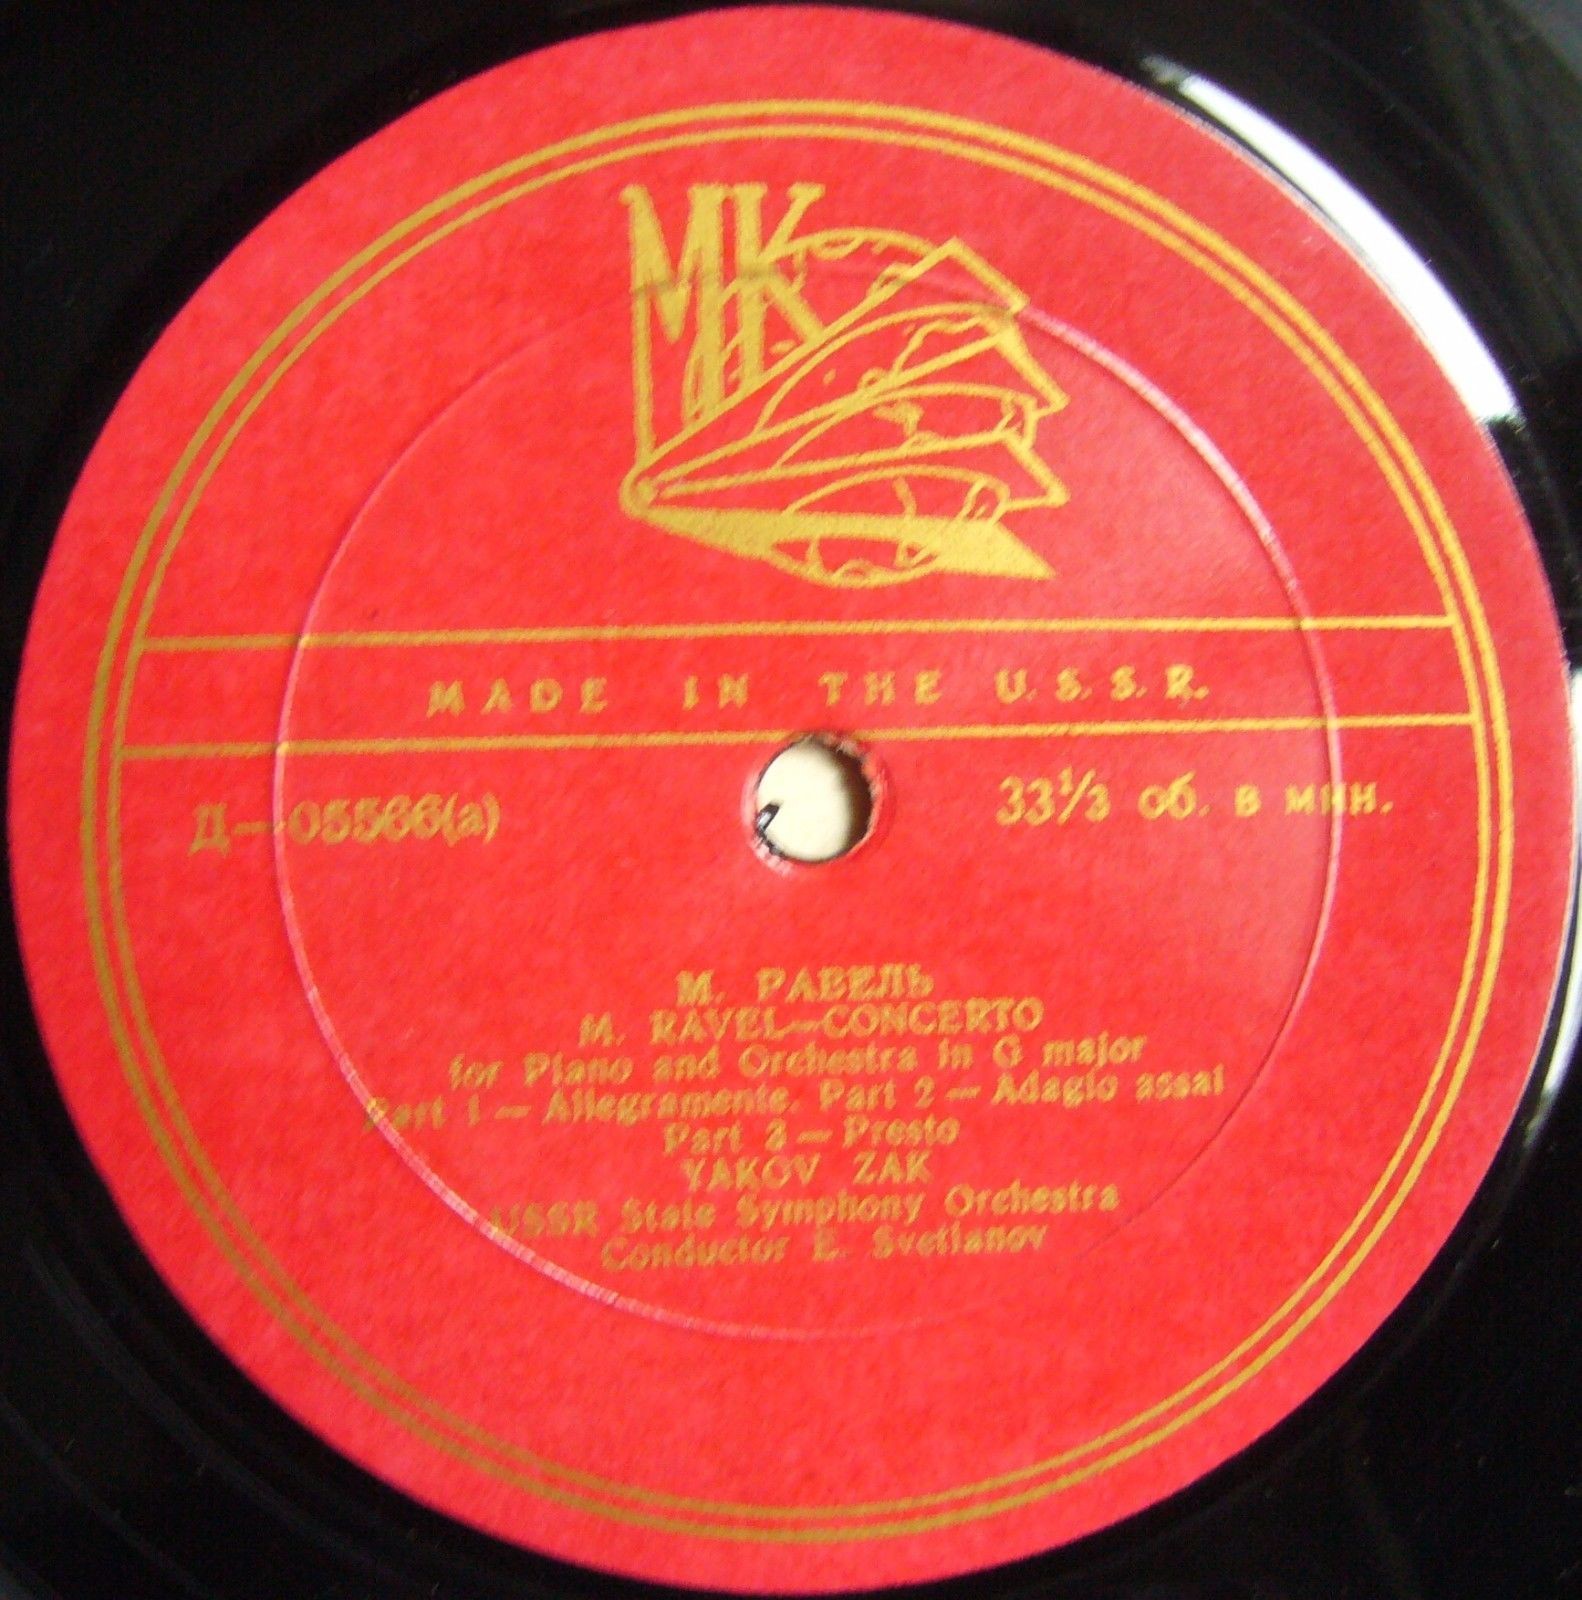 МК
MADE IN THE U.S.S.R.
Д—05566(а)
33⅓ об. в мин.
М. РАВЕЛЬ
M. RAVEL—CONCERTO
for Piano and Orchestra in G major
Part 1 — Allegramente. Part 2 — Adagio assai
Part 3 — Presto
YAKOV ZAK
USSR State Symphony Orchestra
Conductor E. Svetlanov